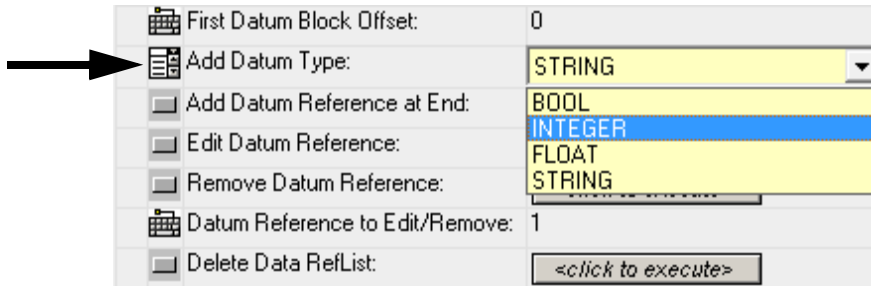 First Datum Block Offset: 0
Add Datum Type: STRING
Add Datum Reference at End: BOOL
INTEGER
Edit Datum Reference: FLOAT
Remove Datum Reference: STRING
Datum Reference to Edit/Remove: 1
Delete Data RefList: <click to execute>